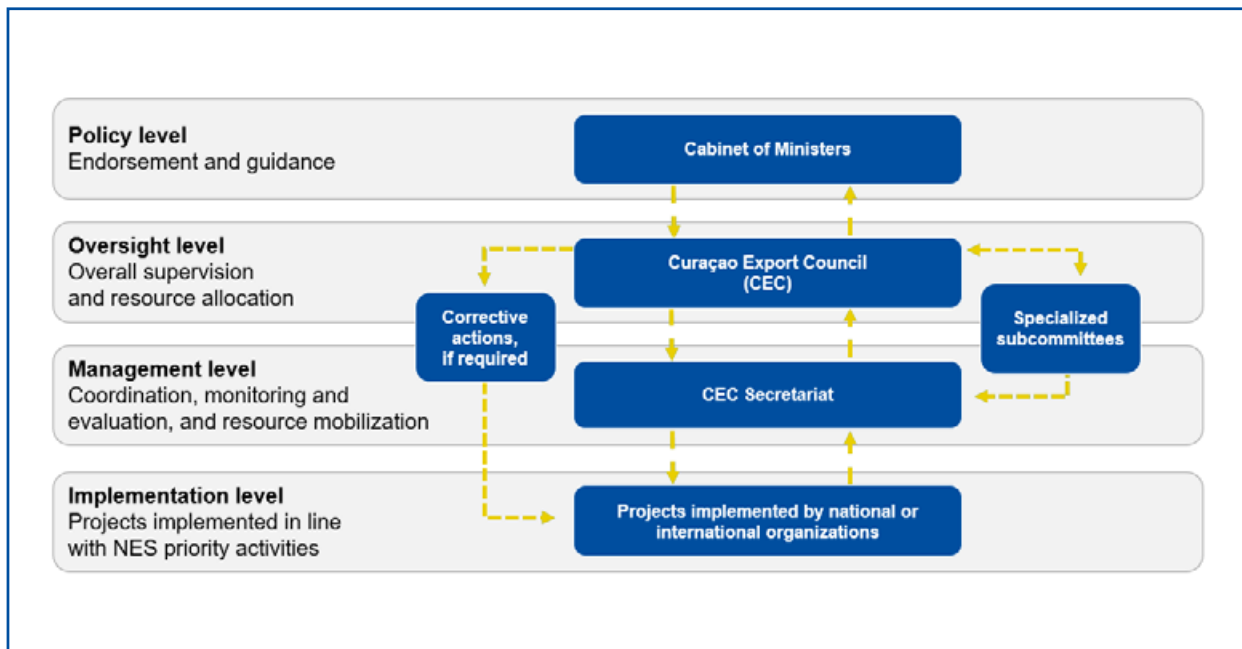 Policy level
Endorsement and guidance
Cabinet of Ministers
Oversight level
Overall supervision
and resource allocation
Curaçao Export Council
(CEC)
Corrective
actions,
if required
Specialized
subcommittees
Management level
Coordination, monitoring and
evaluation, and resource mobilization
CEC Secretariat
Implementation level
Projects implemented in line
with NES priority activities
Projects implemented by national or
international organizations